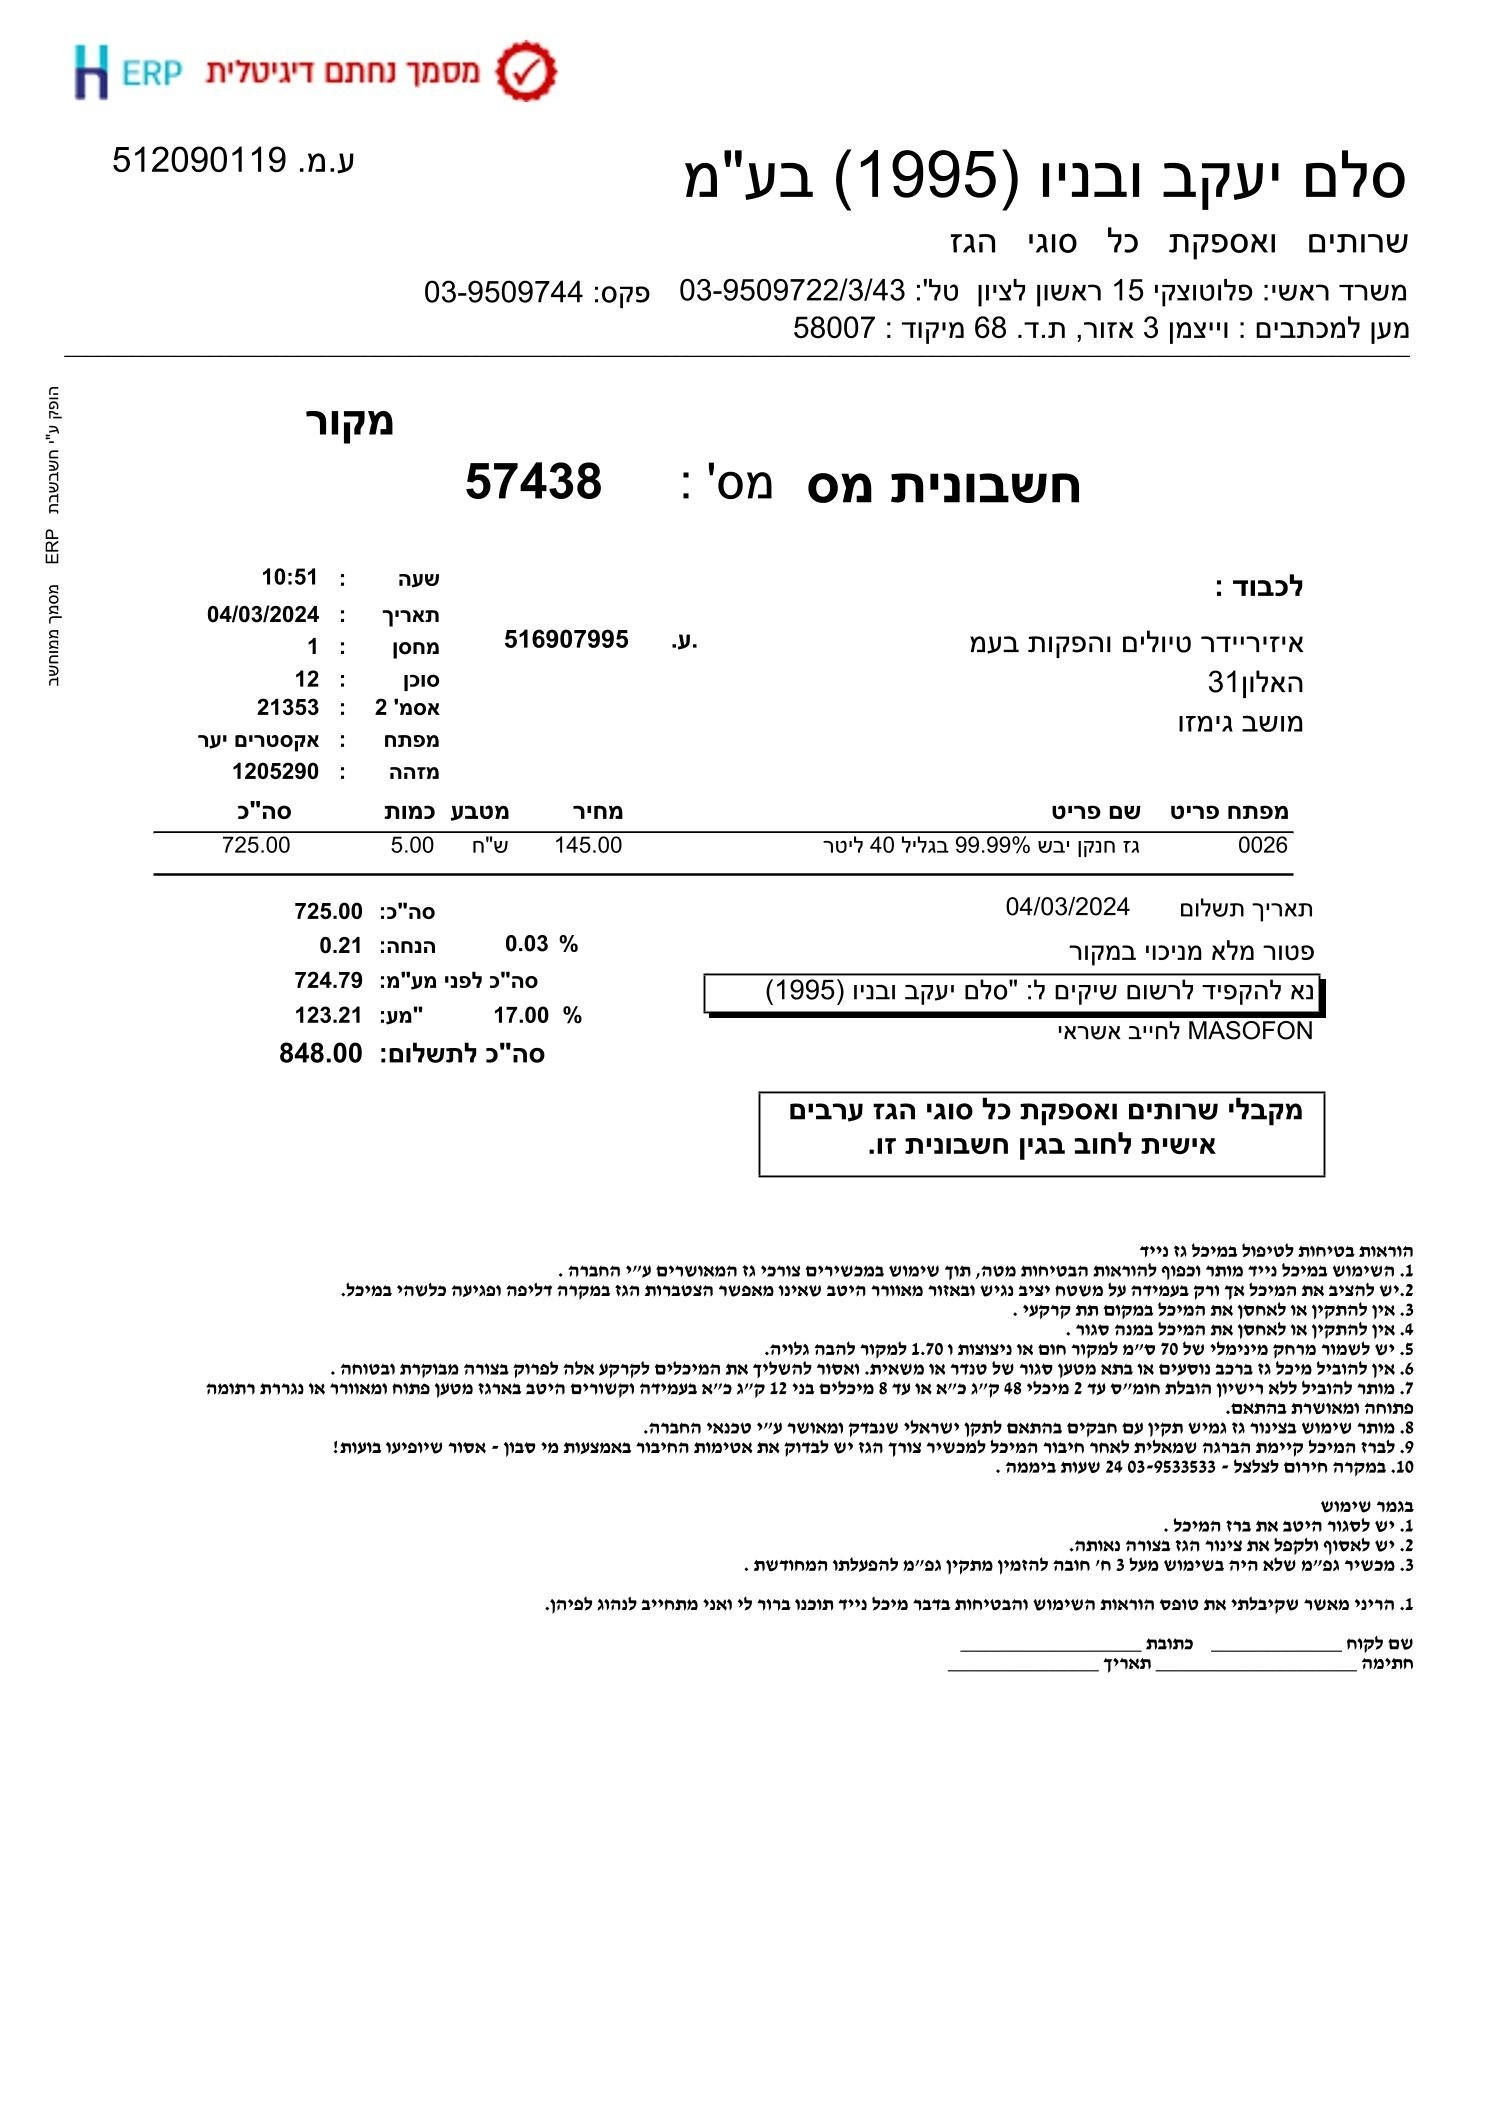 ERP מסמך נחתם דיגיטלית
סלם יעקב ובניו (1995) בע"מ
ע.מ. 512090119
שרותים ואספקת כל סוגי הגז
משרד ראשי: פלוטוצקי 15 ראשון לציון טל': 03-9509722/3/43 פקס: 03-9509744
מען למכתבים : וייצמן 3 אזור, ת.ד. 68 מיקוד : 58007
הופק ע"י חשבשבת ERP מסמך ממוחשב
מקור
חשבונית מס מס' : 57438
לכבוד :
איזיריידר טיולים והפקות בעמ
האלון31
מושב גימזו
ע. 516907995.
שעה : 10:51
תאריך : 04/03/2024
מחסן : 1
סוכן : 12
אסמ' 2 : 21353
מפתח : אקסטרים יער
מזהה : 1205290
מפתח פריט שם פריט מחיר מטבע כמות סה"כ
0026 גז חנקן יבש 99.99% בגליל 40 ליטר 145.00 ש"ח 5.00 725.00
תאריך תשלום 04/03/2024
פטור מלא מניכוי במקור
נא להקפיד לרשום שיקים ל: "סלם יעקב ובניו (1995)
MASOFON לחייב אשראי
סה"כ: 725.00
% 0.03 הנחה: 0.21
סה"כ לפני מע"מ: 724.79
% 17.00 "מע: 123.21
סה"כ לתשלום: 848.00
מקבלי שרותים ואספקת כל סוגי הגז ערבים
אישית לחוב בגין חשבונית זו.
הוראות בטיחות לטיפול במיכל גז נייד
1. השימוש במיכל נייד מותר וכפוף להוראות הבטיחות מטה, תוך שימוש במכשירים צורכי גז המאושרים ע״י החברה .
2.יש להציב את המיכל אך ורק בעמידה על משטח יציב נגיש ובאזור מאוורר היטב שאינו מאפשר הצטברות הגז במקרה דליפה ופגיעה כלשהי במיכל.
3. אין להתקין או לאחסן את המיכל במקום תת קרקעי .
4. אין להתקין או לאחסן את המיכל במנה סגור .
5. יש לשמור מרחק מינימלי של 70 ס״מ למקור חום או ניצוצות ו 1.70 למקור להבה גלויה.
6. אין להוביל מיכל גז ברכב נוסעים או בתא מטען סגור של טנדר או משאית. ואסור להשליך את המיכלים לקרקע אלה לפרוק בצורה מבוקרת ובטוחה .
7. מותר להוביל ללא רישיון הובלת חומ״ס עד 2 מיכלי 48 ק״ג כ״א או עד 8 מיכלים בני 12 ק״ג כ״א בעמידה וקשורים היטב בארגז מטען פתוח ומאוורר או נגררת רתומה
פתוחה ומאושרת בהתאם.
8. מותר שימוש בצינור גז גמיש תקין עם חבקים בהתאם לתקן ישראלי שנבדק ומאושר ע״י טכנאי החברה.
9. לברז המיכל קיימת הברגה שמאלית לאחר חיבור המיכל למכשיר צורך הגז יש לבדוק את אטימות החיבור באמצעות מי סבון - אסור שיופיעו בועות!
10. במקרה חירום לצלצל - 03-9533533 24 שעות ביממה .
בגמר שימוש
1. יש לסגור היטב את ברז המיכל .
2. יש לאסוף ולקפל את צינור הגז בצורה נאותה.
3. מכשיר גפ״מ שלא היה בשימוש מעל 3 ח׳ חובה להזמין מתקין גפ״מ להפעלתו המחודשת .
1. הריני מאשר שקיבלתי את טופס הוראות השימוש והבטיחות בדבר מיכל נייד תוכנו ברור לי ואני מתחייב לנהוג לפיהן.
שם לקוח _____________ כתובת __________________
חתימה ____________________ תאריך _______________